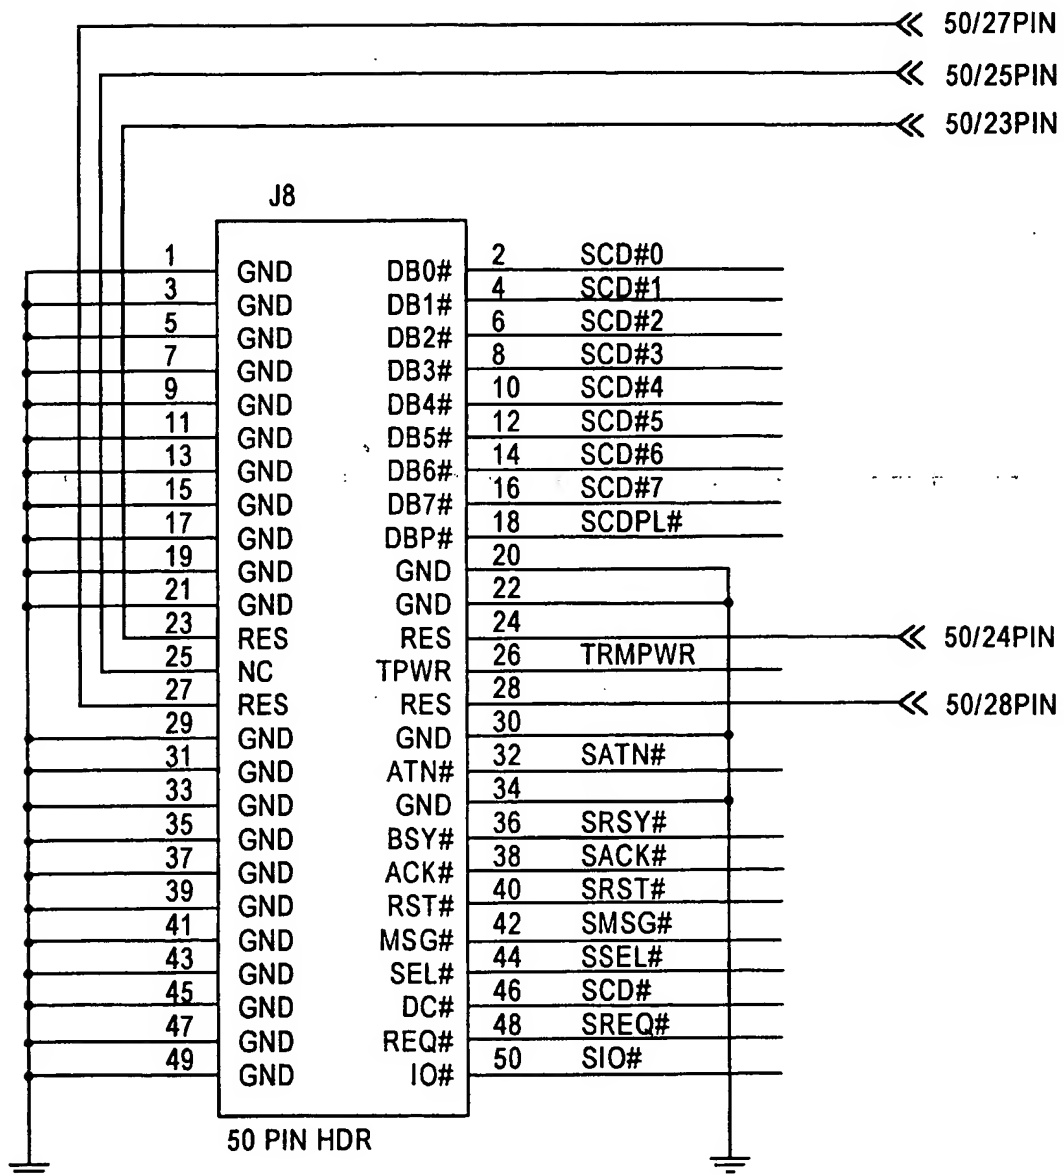 50/27PIN
50/25PIN
50/23PIN
J8
1 GND DB0# 2 SCD#0
3 GND DB1# 4 SCD#1
5 GND DB2# 6 SCD#2
7 GND DB3# 8 SCD#3
9 GND DB4# 10 SCD#4
11 GND DB5# 12 SCD#5
13 GND DB6# 14 SCD#6
15 GND DB7# 16 SCD#7
17 GND DBP# 18 SCDPL#
19 GND GND 20
21 GND GND 22
23 RES RES 24 50/24PIN
25 NC TPWR 26 TRMPWR
27 RES RES 28 50/28PIN
29 GND GND 30
31 GND ATN# 32 SATN#
33 GND GND 34
35 GND BSY# 36 SRSY#
37 GND ACK# 38 SACK#
39 GND RST# 40 SRST#
41 GND MSG# 42 SMSG#
43 GND SEL# 44 SSEL#
45 GND DC# 46 SCD#
47 GND REQ# 48 SREQ#
49 GND IO# 50 SIO#
50 PIN HDR